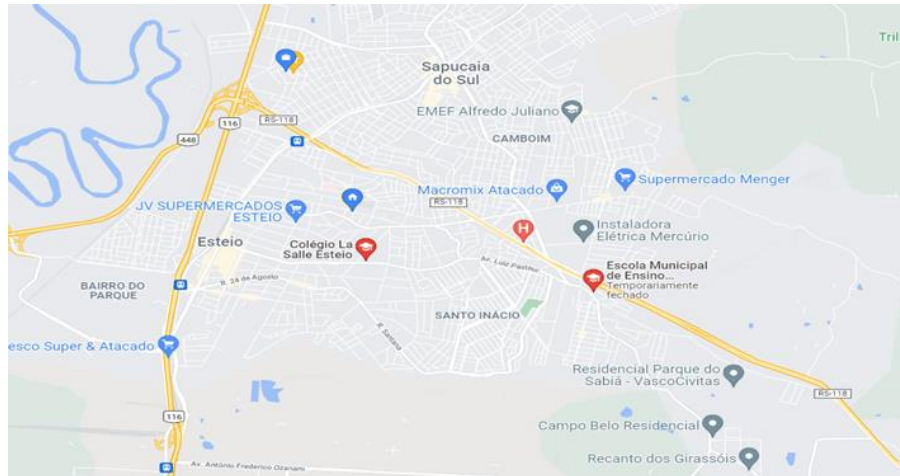 Tril
Sapucaia
do Sul
EMEF Alfredo Juliano
RS-118
116
448
CAMBOIM
Macromix Atacado
Supermercado Menger
JV SUPERMERCADOS
ESTEIO
RS-118
Instaladora
Elétrica Mercúrio
Esteio
Colégio La
Salle Esteio
Av. Luiz Pasteur
H
Escola Municipal
de Ensino...
Temporariamente
fechado
R. 24 de Agosto
BAIRRO DO
PARQUE
SANTO INÁCIO
R. Santana
esco Super & Atacado
Residencial Parque do
Sabiá - VascoCivitas
RS-118
116
Campo Belo Residencial
Recanto dos Girassóis
Av. Antônio Frederico Ozanam